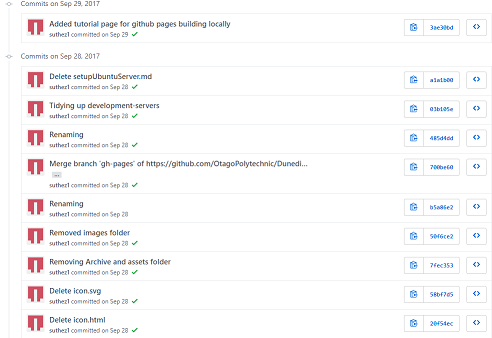 Commits on Sep 29, 2017
Added tutorial page for github pages building locally
suthez1 committed on Sep 29
3ae30bd
Commits on Sep 28, 2017
Delete setupUbuntuServer.md
suthez1 committed on Sep 28
a1a1b00
Tidying up development-servers
suthez1 committed on Sep 28
03b105e
Renaming
suthez1 committed on Sep 28
485d4dd
Merge branch 'gh-pages' of https://github.com/OtagoPolytechnic/Dunedi...
...
suthez1 committed on Sep 28
700be60
Renaming
suthez1 committed on Sep 28
b5a86e2
Removed images folder
suthez1 committed on Sep 28
50f6ce2
Removing Archive and assets folder
suthez1 committed on Sep 28
7fec353
Delete icon.svg
suthez1 committed on Sep 28
58bf7d5
Delete icon.html
suthez1 committed on Sep 28
20f54ec